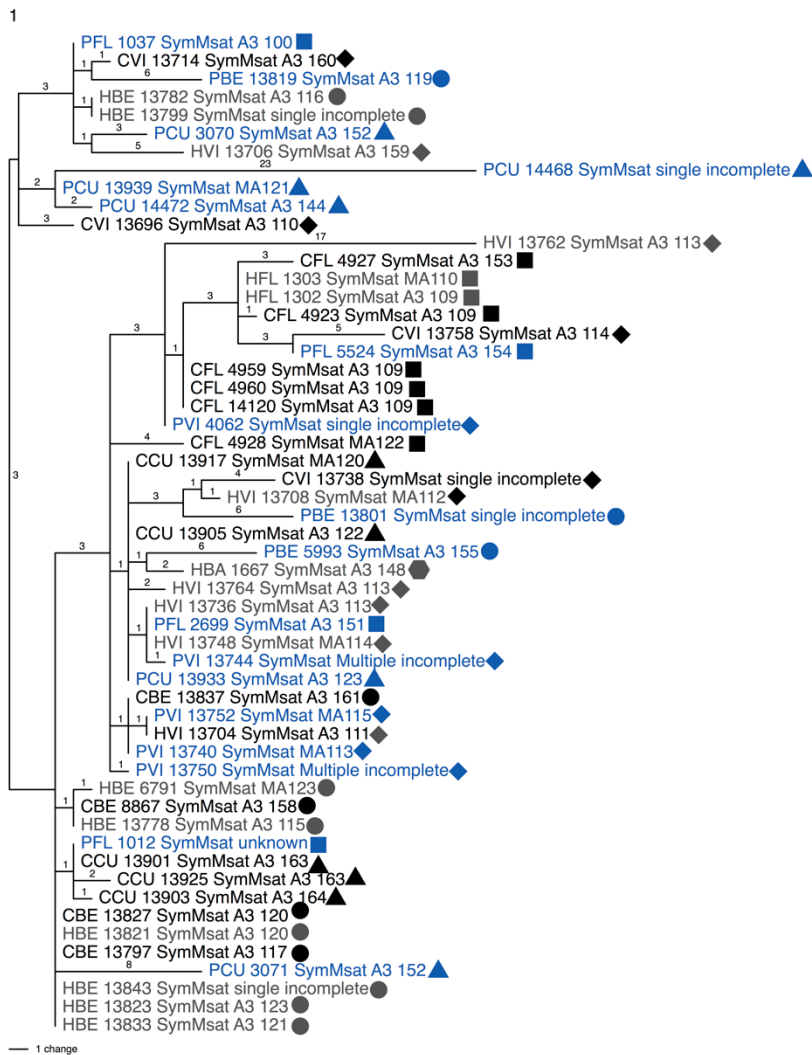 1
PFL 1037 SymMsat A3 100
1
CVI 13714 SymMsat A3 160
1
6
PBE 13819 SymMsat A3 119
3
HBE 13782 SymMsat A3 116
1
HBE 13799 SymMsat single incomplete
3
PCU 3070 SymMsat A3 152
1
5
HVI 13706 SymMsat A3 159
23
PCU 14468 SymMsat single incomplete
2
PCU 13939 SymMsat MA121
2
PCU 14472 SymMsat A3 144
3
CVI 13696 SymMsat A3 110
17
HVI 13762 SymMsat A3 113
3
CFL 4927 SymMsat A3 153
HFL 1303 SymMsat MA110
3
HFL 1302 SymMsat A3 109
1
CFL 4923 SymMsat A3 109
5
CVI 13758 SymMsat A3 114
3
3
PFL 5524 SymMsat A3 154
1
CFL 4959 SymMsat A3 109
CFL 4960 SymMsat A3 109
CFL 14120 SymMsat A3 109
PVI 4062 SymMsat single incomplete
4
CFL 4928 SymMsat MA122
CCU 13917 SymMsat MA120
3
4
CVI 13738 SymMsat single incomplete
1
1
HVI 13708 SymMsat MA112
3
6
PBE 13801 SymMsat single incomplete
CCU 13905 SymMsat A3 122
3
6
PBE 5993 SymMsat A3 155
1
1
2
HBA 1667 SymMsat A3 148
2
HVI 13764 SymMsat A3 113
HVI 13736 SymMsat A3 113
PFL 2699 SymMsat A3 151
1
HVI 13748 SymMsat MA114
1
PVI 13744 SymMsat Multiple incomplete
PCU 13933 SymMsat A3 123
CBE 13837 SymMsat A3 161
PVI 13752 SymMsat MA115
1
1
HVI 13704 SymMsat A3 111
PVI 13740 SymMsat MA113
1
PVI 13750 SymMsat Multiple incomplete
1
HBE 6791 SymMsat MA123
1
CBE 8867 SymMsat A3 158
HBE 13778 SymMsat A3 115
PFL 1012 SymMsat unknown
1
CCU 13901 SymMsat A3 163
2
CCU 13925 SymMsat A3 163
1
CCU 13903 SymMsat A3 164
CBE 13827 SymMsat A3 120
HBE 13821 SymMsat A3 120
CBE 13797 SymMsat A3 117
8
PCU 3071 SymMsat A3 152
HBE 13843 SymMsat single incomplete
HBE 13823 SymMsat A3 123
HBE 13833 SymMsat A3 121
1 change